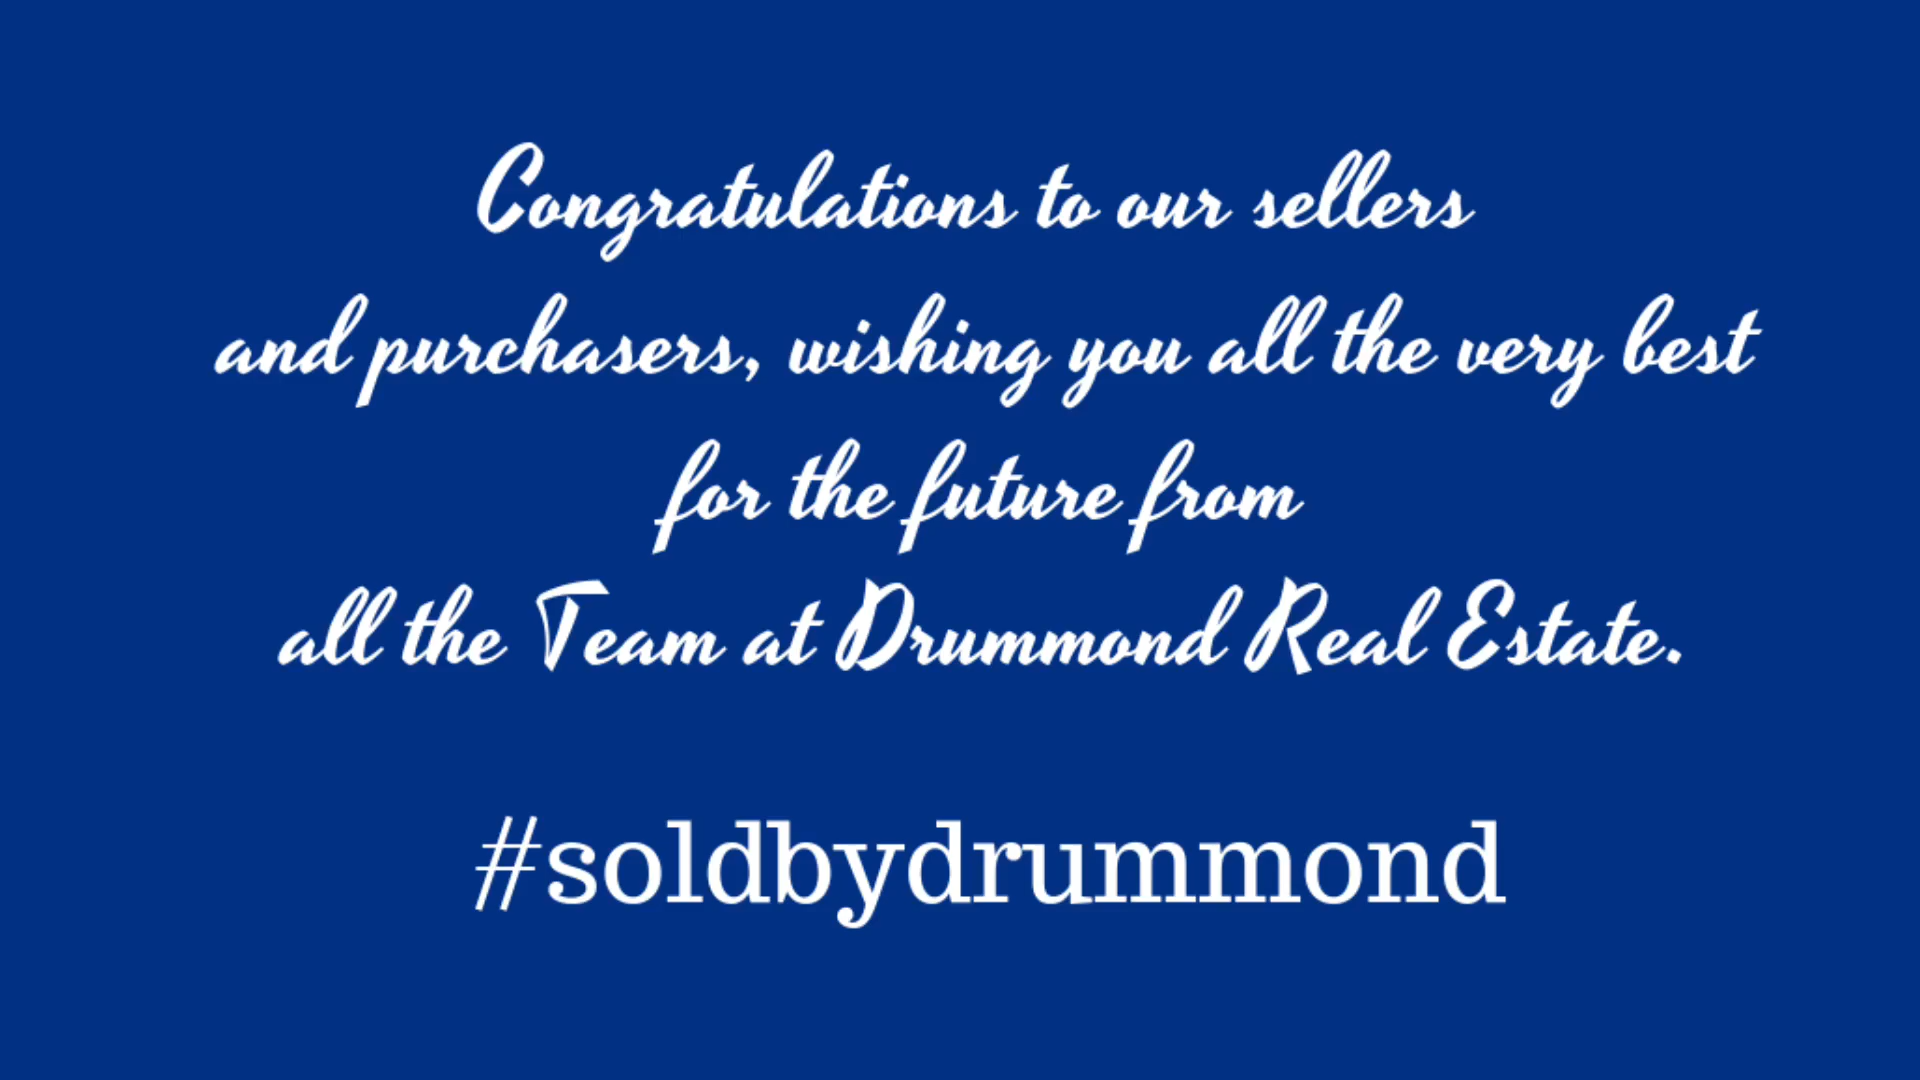 Congratulations to our sellers
and purchasers, wishing you all the very best
for the future from
all the Team at Drummond Real Estate.
#soldbydrummond